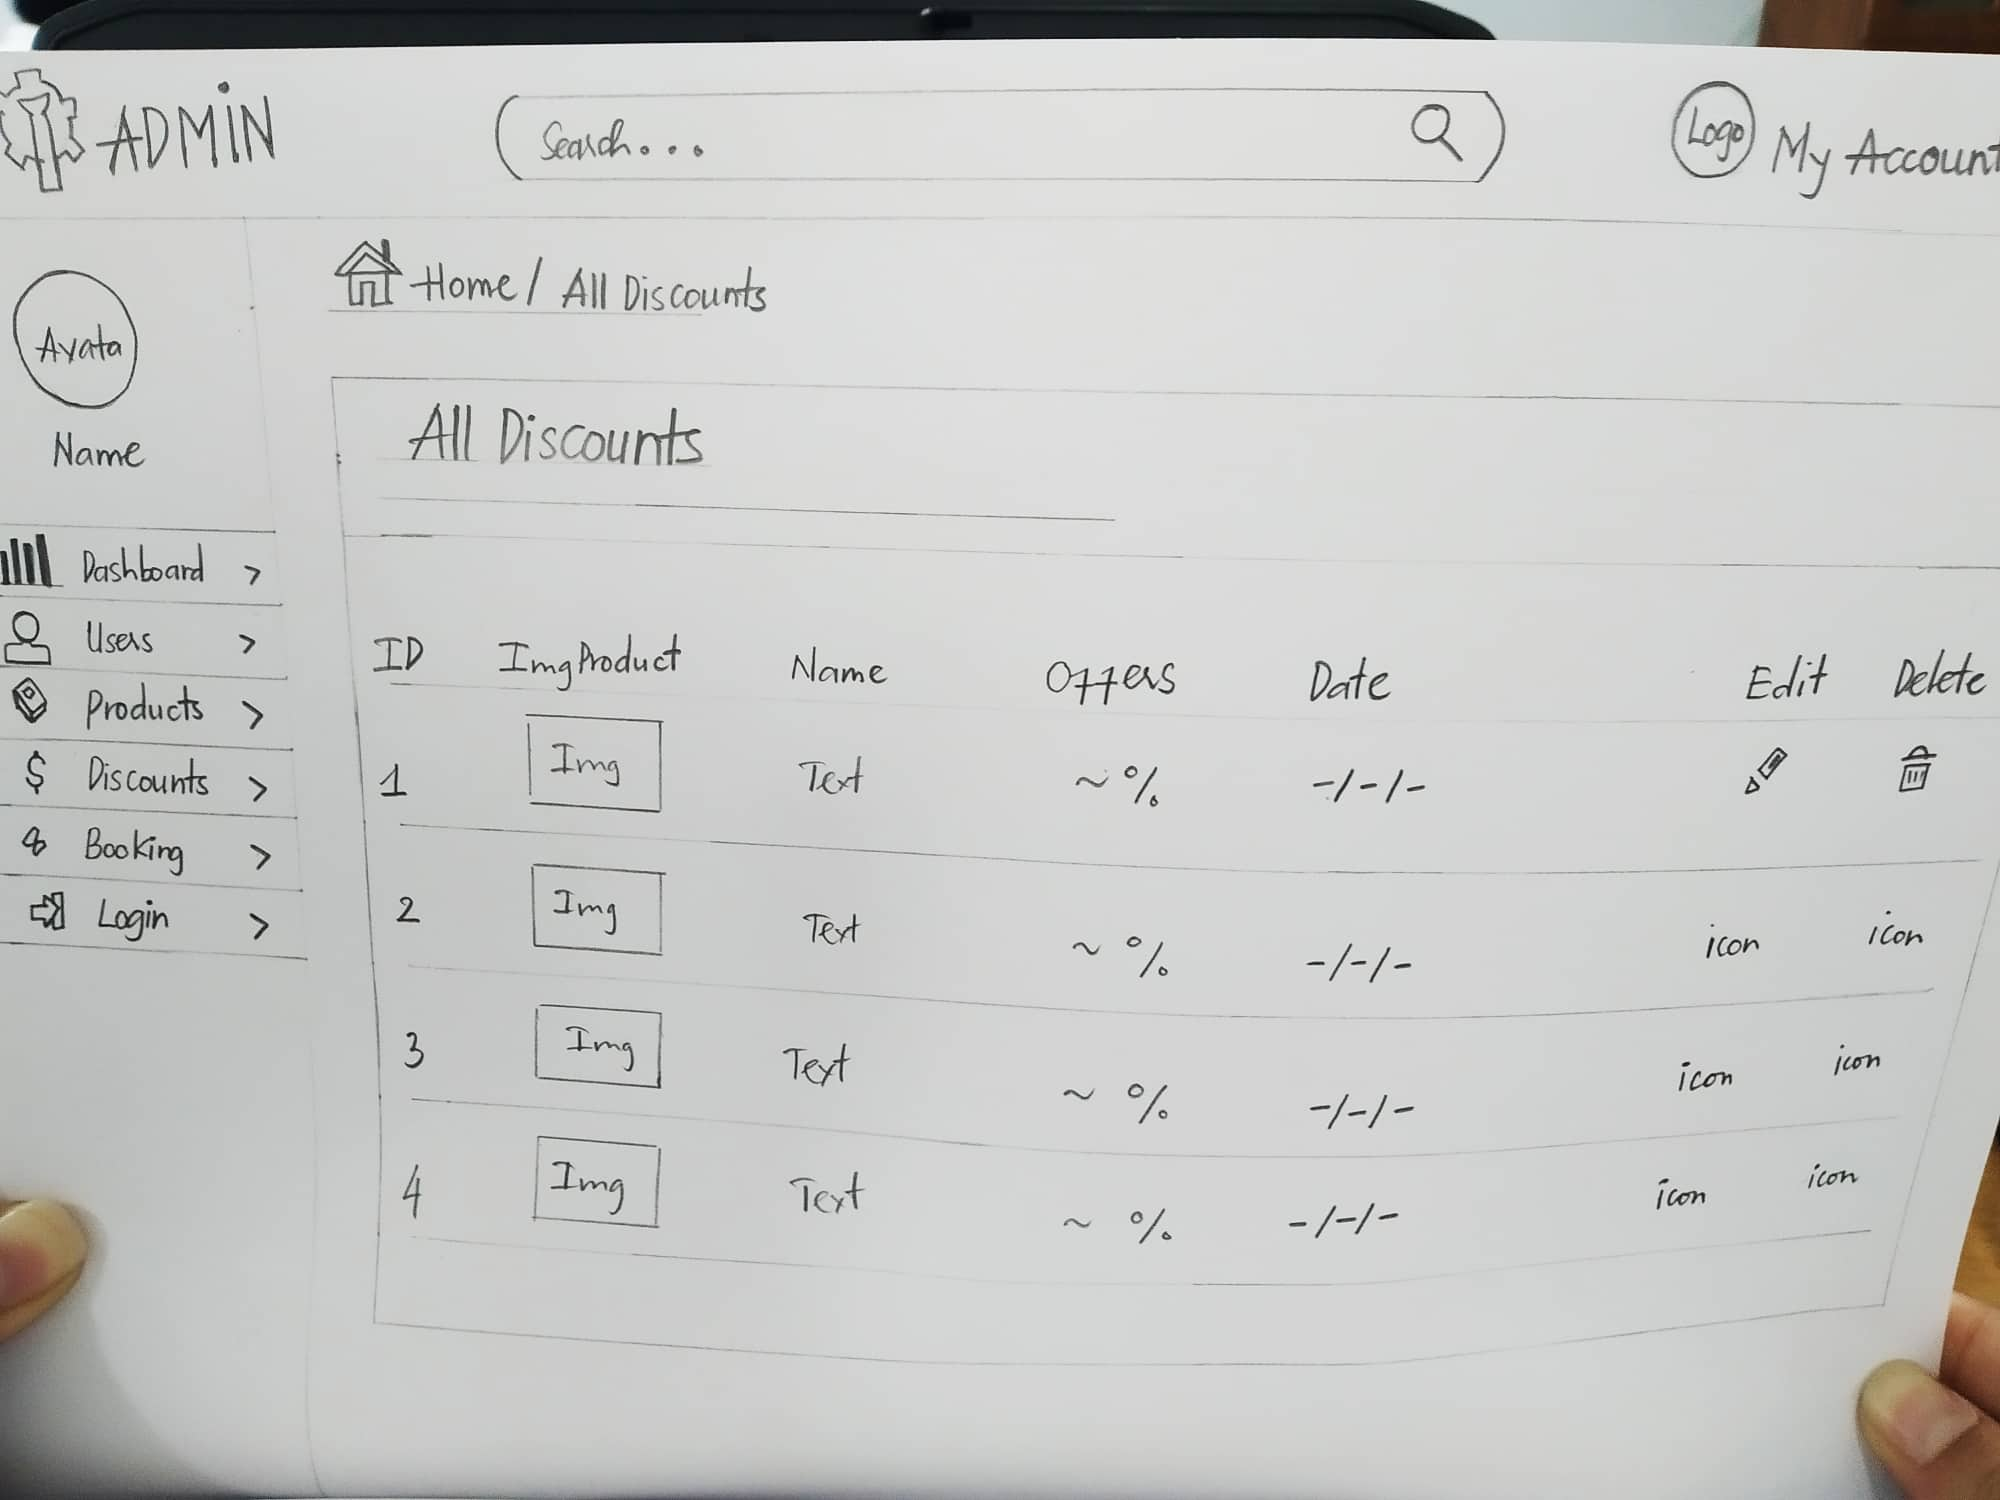 ADMIN
Search...
Logo My Account
Home / All Discounts
Avata
Name
All Discounts
Dashboard >
Users >
Products >
$ Discounts >
Booking >
Login >
ID ImgProduct Name Offers Date Edit Delete
1 Img Text ~ % -/-/-
2 Img Text ~ % -/-/- icon icon
3 Img Text ~ % -/-/- icon icon
4 Img Text ~ % -/-/- icon icon